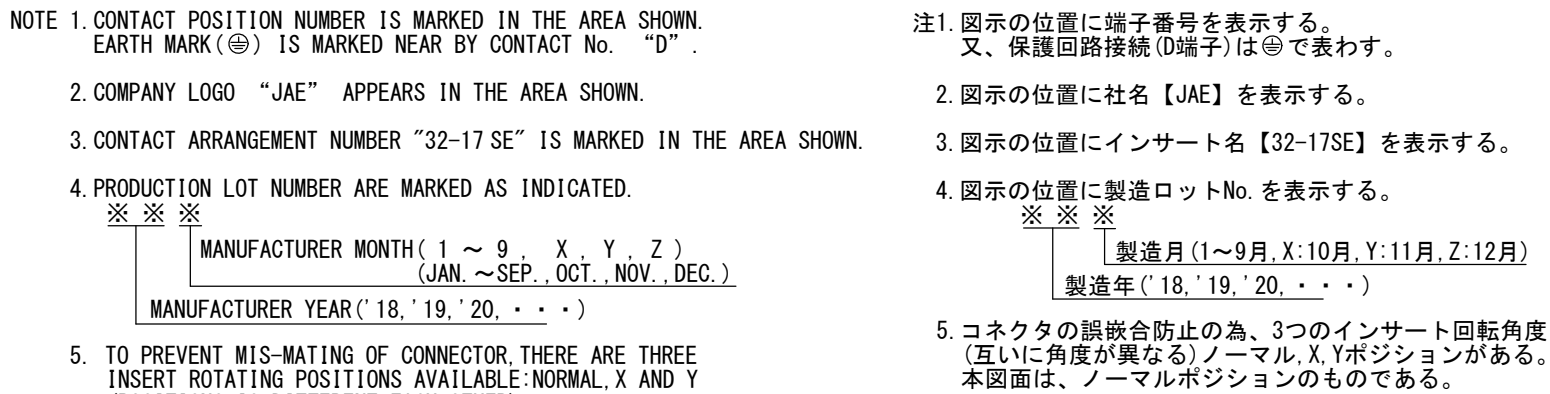 NOTE 1. CONTACT POSITION NUMBER IS MARKED IN THE AREA SHOWN.
EARTH MARK(⏚) IS MARKED NEAR BY CONTACT No. “D”.
2. COMPANY LOGO “JAE” APPEARS IN THE AREA SHOWN.
3. CONTACT ARRANGEMENT NUMBER "32-17 SE" IS MARKED IN THE AREA SHOWN.
4. PRODUCTION LOT NUMBER ARE MARKED AS INDICATED.
※ ※ ※
MANUFACTURER MONTH( 1 ～ 9 , X , Y , Z )
(JAN.～SEP.,OCT.,NOV.,DEC.)
MANUFACTURER YEAR('18,'19,'20, ・・・)
5. TO PREVENT MIS-MATING OF CONNECTOR,THERE ARE THREE
INSERT ROTATING POSITIONS AVAILABLE:NORMAL,X AND Y
注1. 図示の位置に端子番号を表示する。
又、保護回路接続(D端子)は⏚で表わす。
2. 図示の位置に社名【JAE】を表示する。
3. 図示の位置にインサート名【32-17SE】を表示する。
4. 図示の位置に製造ロットNo.を表示する。
※ ※ ※
製造月(1～9月,X:10月,Y:11月,Z:12月)
製造年('18,'19,'20, ・・・)
5. コネクタの誤嵌合防止の為、3つのインサート回転角度
(互いに角度が異なる)ノーマル,X,Yポジションがある。
本図面は、ノーマルポジションのものである。